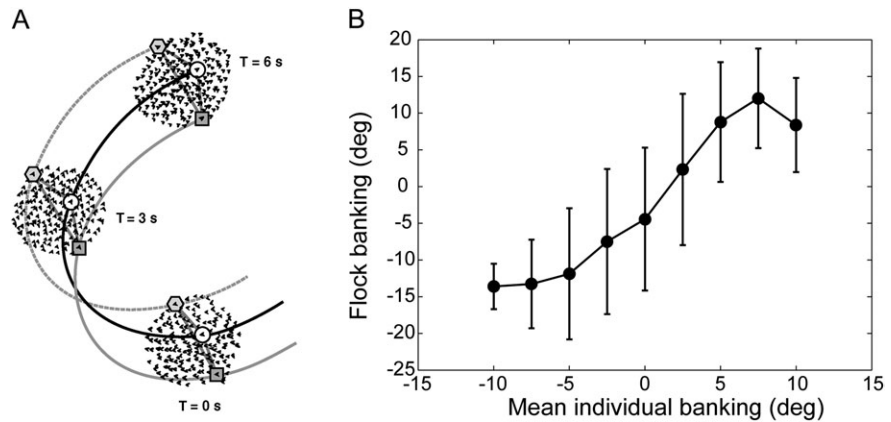 A
T = 6 s
T = 3 s
T = 0 s
B
Flock banking (deg)
20
15
10
5
0
-5
-10
-15
-20
-25
-15 -10 -5 0 5 10 15
Mean individual banking (deg)